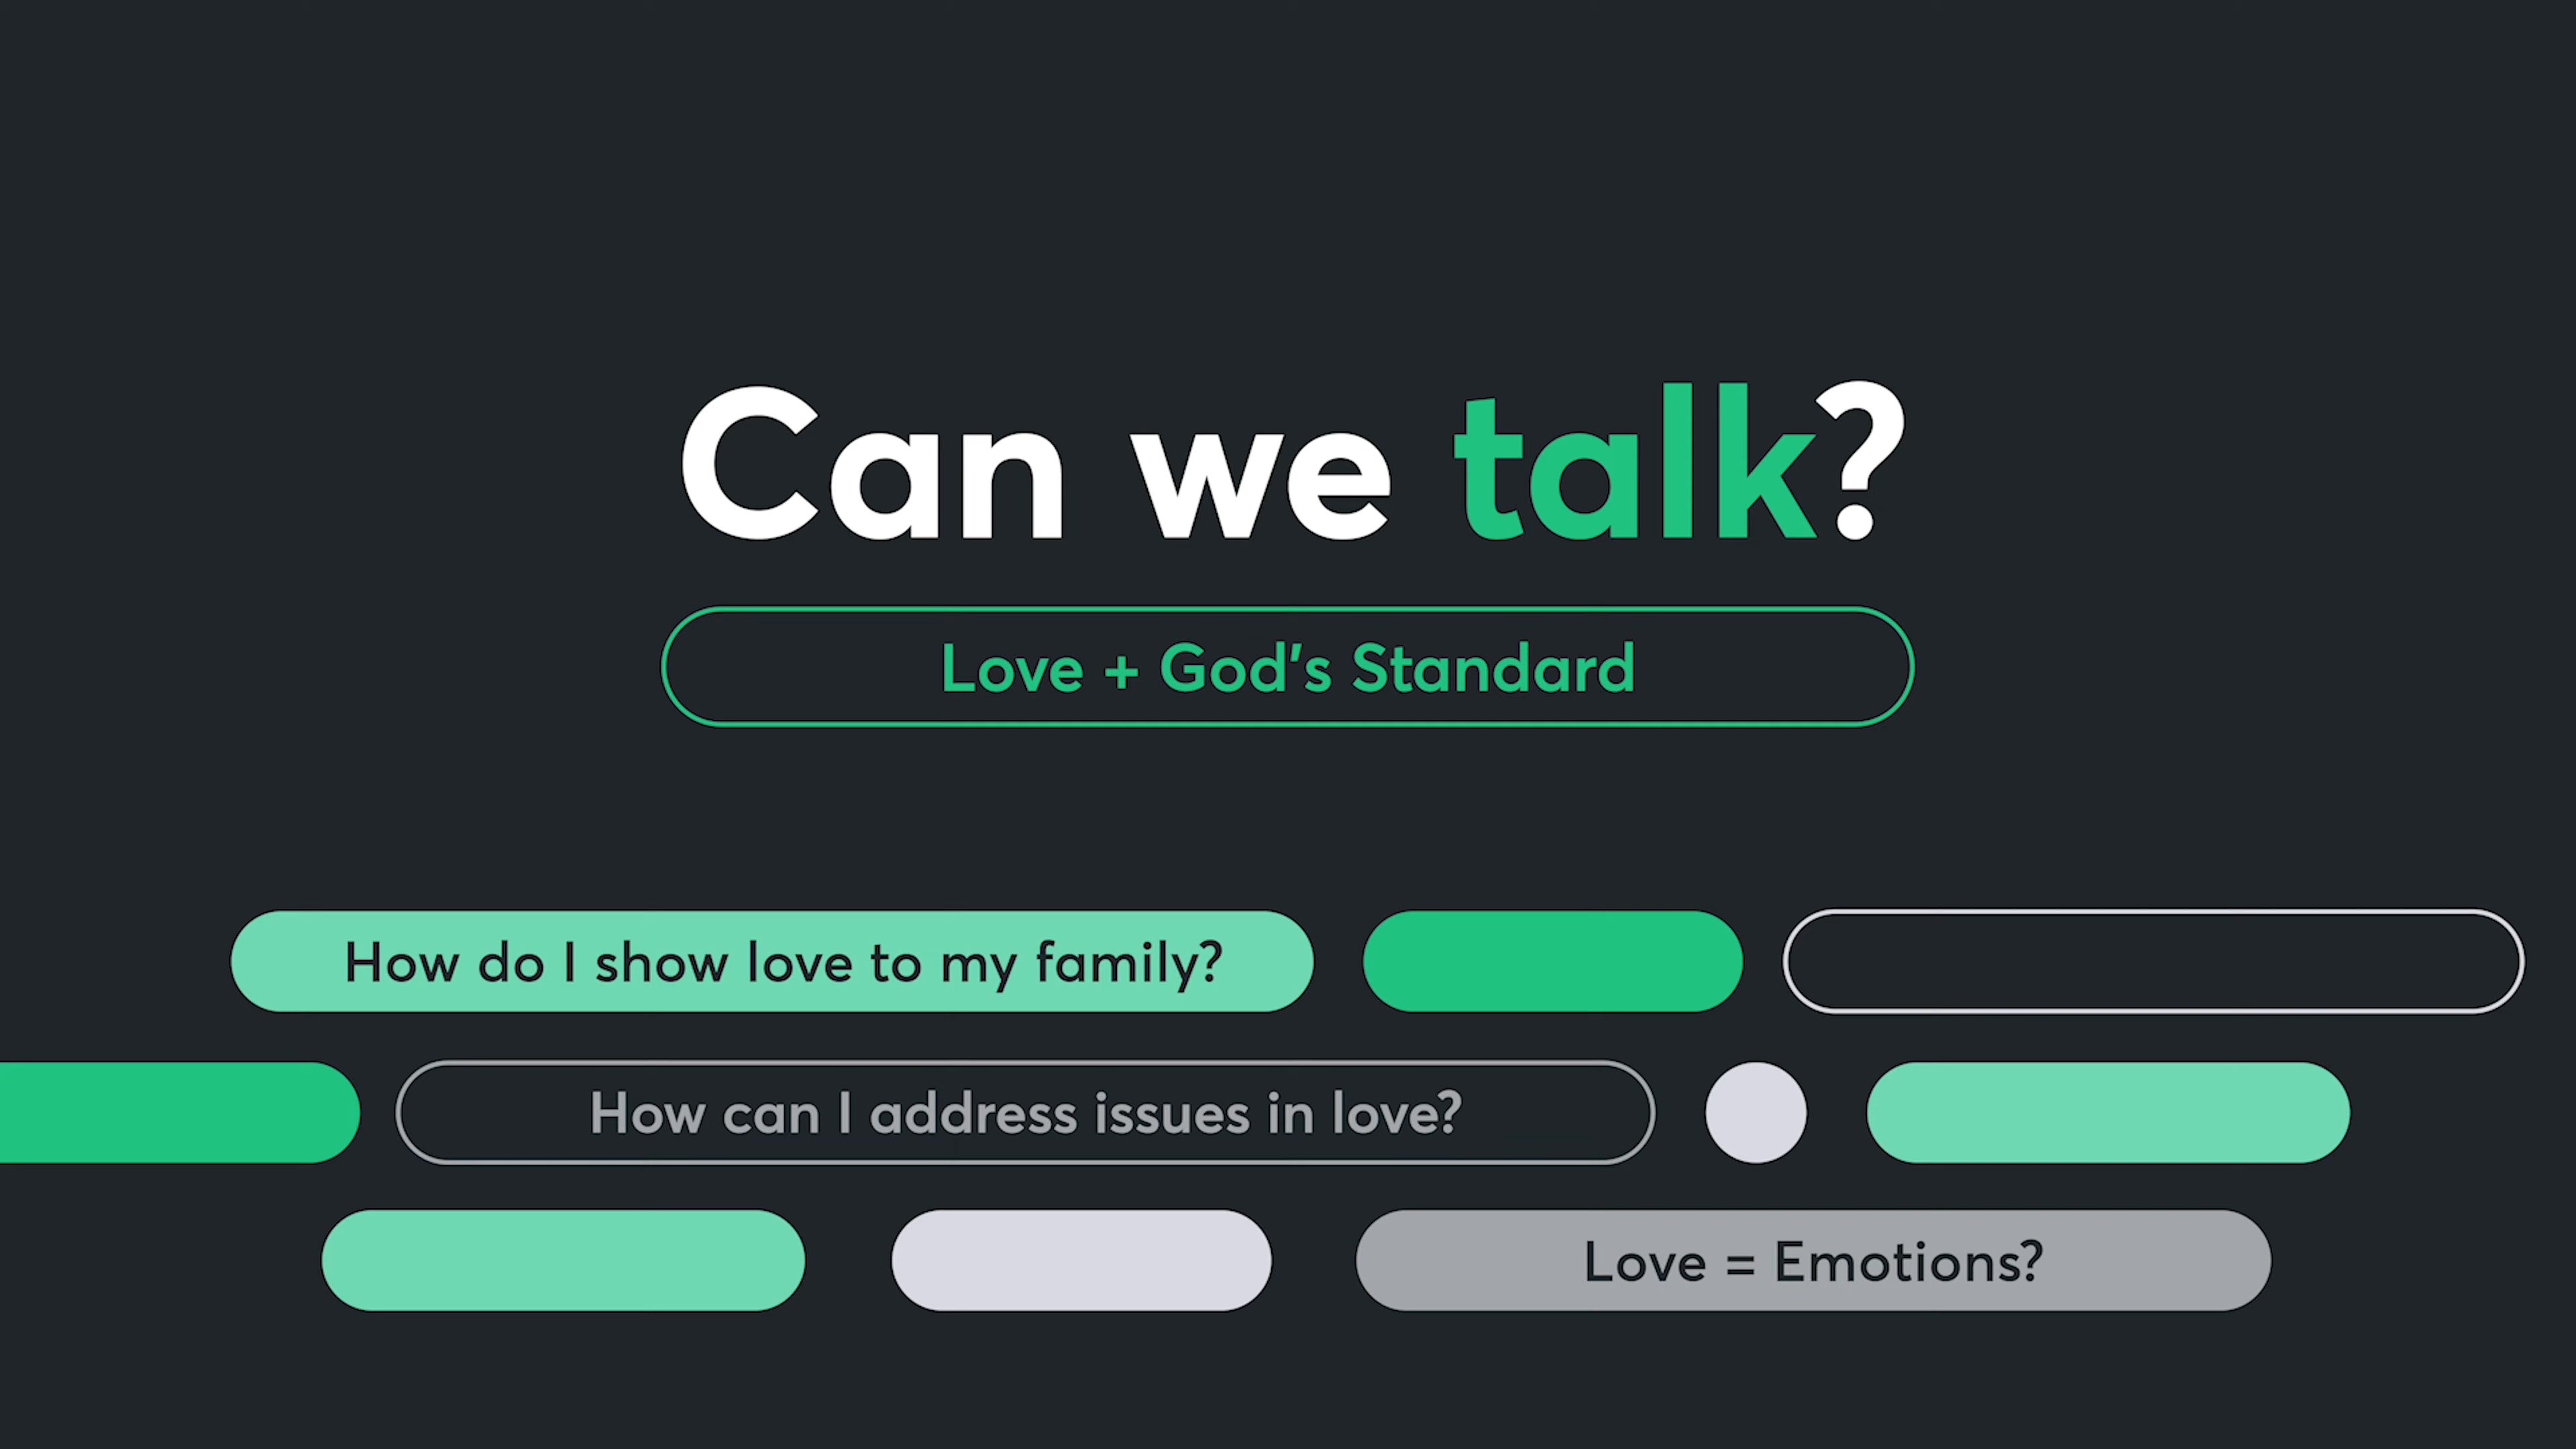 Can we talk?
Love + God's Standard
How do I show love to my family?
How can I address issues in love?
Love = Emotions?